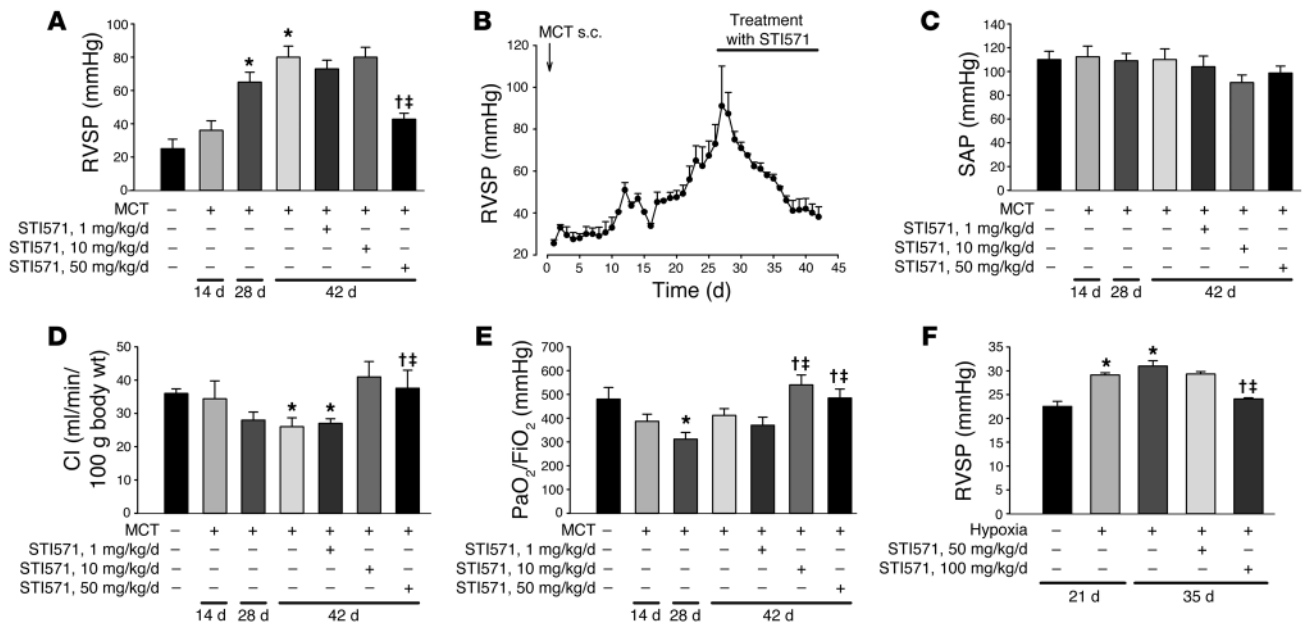 A
RVSP (mmHg)
100
80
60
40
20
0
*
*
†‡
MCT – + + + + + +
STI571, 1 mg/kg/d – – – – + – –
STI571, 10 mg/kg/d – – – – – + –
STI571, 50 mg/kg/d – – – – – – +
14 d 28 d 42 d
B
Treatment
with STI571
MCT s.c.
RVSP (mmHg)
120
100
80
60
40
20
0 5 10 15 20 25 30 35 40 45
Time (d)
C
SAP (mmHg)
140
120
100
80
60
40
20
0
MCT – + + + + + +
STI571, 1 mg/kg/d – – – – + – –
STI571, 10 mg/kg/d – – – – – + –
STI571, 50 mg/kg/d – – – – – – +
14 d 28 d 42 d
D
CI (ml/min/
100 g body wt)
50
40
30
20
10
0
* *
†‡
MCT – + + + + + +
STI571, 1 mg/kg/d – – – – + – –
STI571, 10 mg/kg/d – – – – – + –
STI571, 50 mg/kg/d – – – – – – +
14 d 28 d 42 d
E
PaO2/FiO2 (mmHg)
700
600
500
400
300
200
100
0
*
†‡ †‡
MCT – + + + + + +
STI571, 1 mg/kg/d – – – – + – –
STI571, 10 mg/kg/d – – – – – + –
STI571, 50 mg/kg/d – – – – – – +
14 d 28 d 42 d
F
RVSP (mmHg)
35
30
25
20
15
10
5
0
* *
†‡
Hypoxia – + + + +
STI571, 50 mg/kg/d – – – + –
STI571, 100 mg/kg/d – – – – +
21 d 35 d